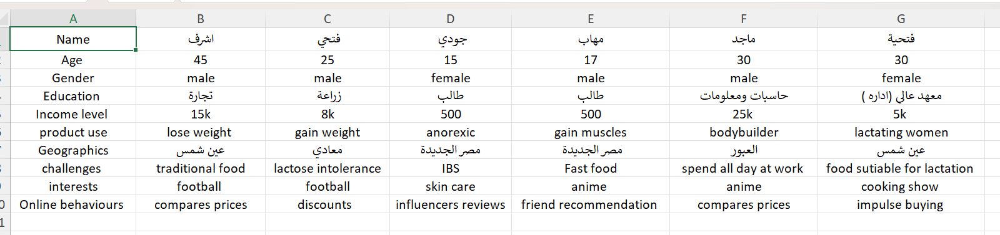 A B C D E F G
Name اشرف فتحي جودي مهاب ماجد فتحية
Age 45 25 15 17 30 30
Gender male male female male male female
Education تجارة زراعة طالب طالب حاسبات ومعلومات معهد عالي (اداره )
Income level 15k 8k 500 500 25k 5k
product use lose weight gain weight anorexic gain muscles bodybuilder lactating women
Geographics عين شمس معادي مصر الجديدة مصر الجديدة العبور عين شمس
challenges traditional food lactose intolerance IBS Fast food spend all day at work food sutiable for lactation
interests football football skin care anime anime cooking show
Online behaviours compares prices discounts influencers reviews friend recommendation compares prices impulse buying